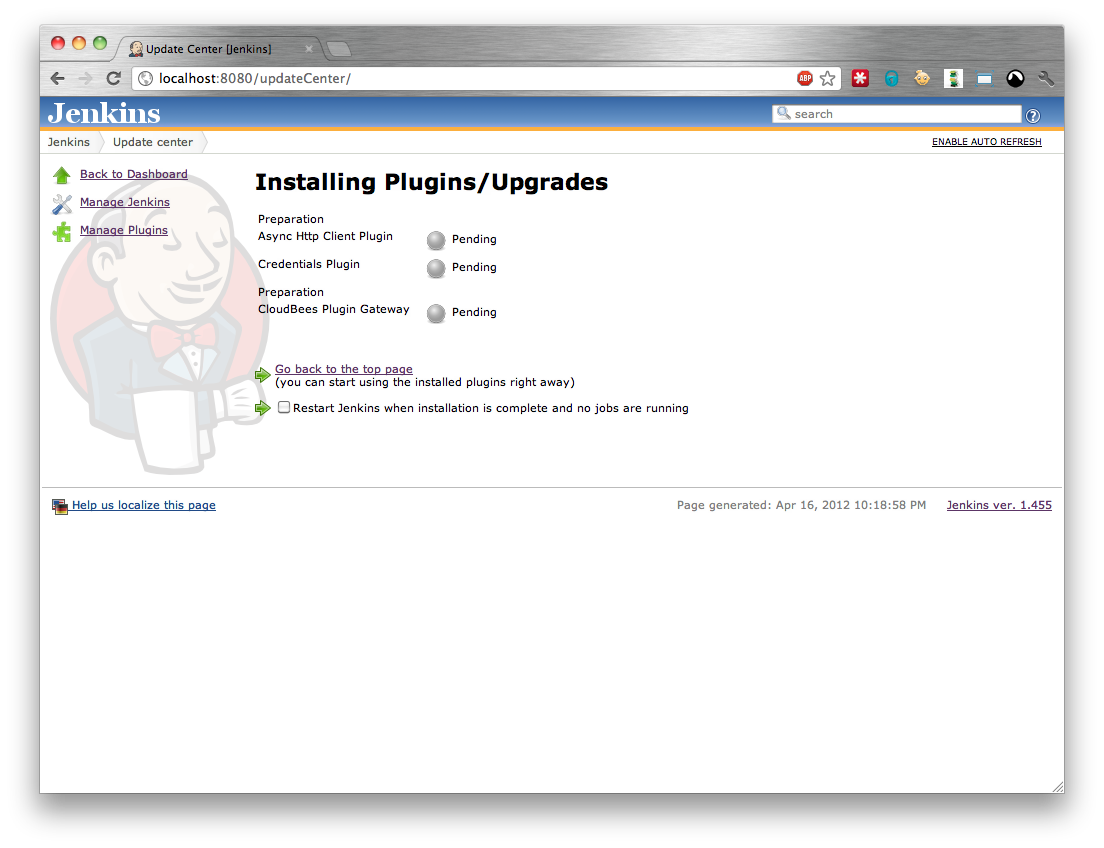 Update Center [Jenkins]
localhost:8080/updateCenter/
ABP
Jenkins
search
?
Jenkins
Update center
ENABLE AUTO REFRESH
Back to Dashboard
Manage Jenkins
Manage Plugins
Installing Plugins/Upgrades
Preparation
Async Http Client Plugin
Pending
Credentials Plugin
Pending
Preparation
CloudBees Plugin Gateway
Pending
Go back to the top page
(you can start using the installed plugins right away)
Restart Jenkins when installation is complete and no jobs are running
Help us localize this page
Page generated: Apr 16, 2012 10:18:58 PM
Jenkins ver. 1.455